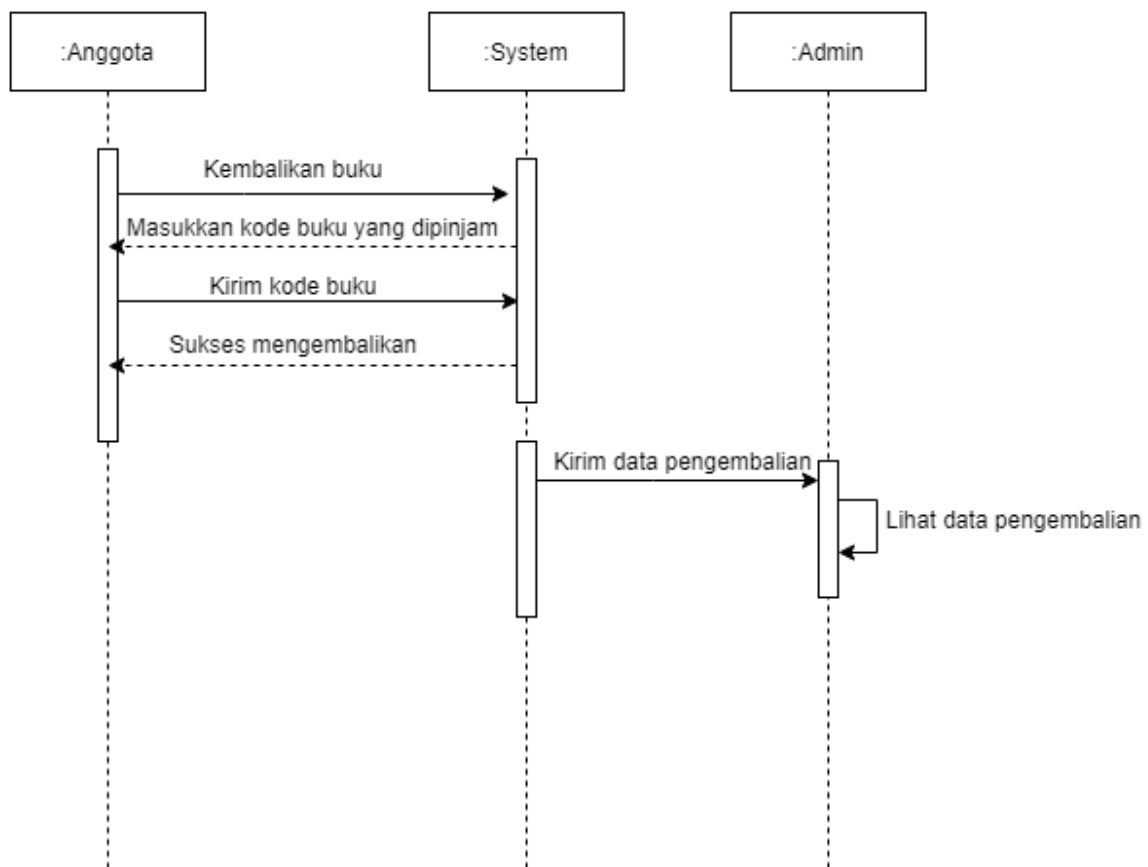 :Anggota
:System
:Admin
Kembalikan buku
Masukkan kode buku yang dipinjam
Kirim kode buku
Sukses mengembalikan
Kirim data pengembalian
Lihat data pengembalian